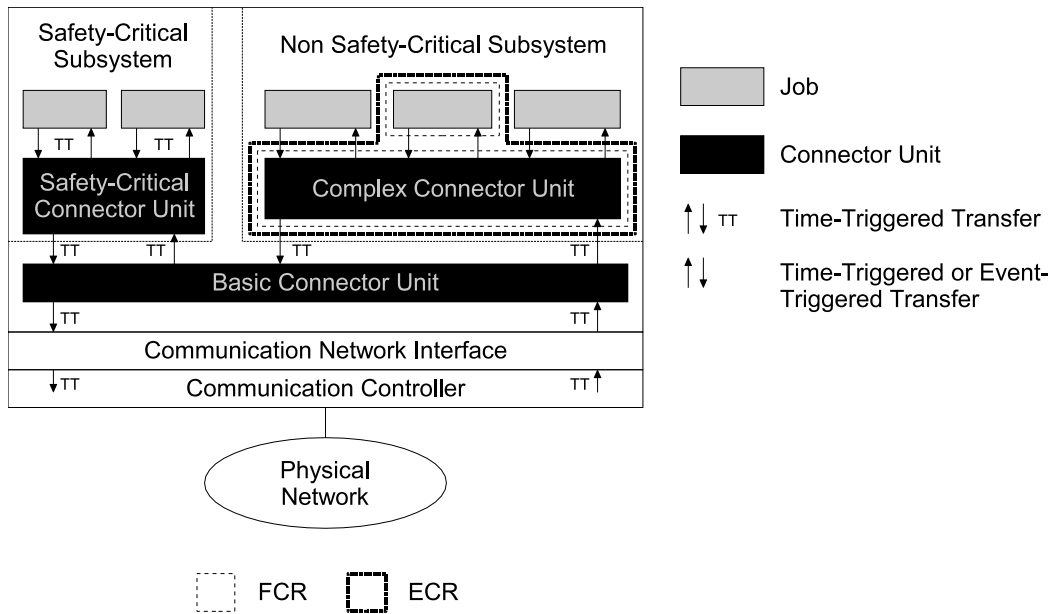 Safety-Critical
Subsystem
Non Safety-Critical Subsystem
TT
TT
Safety-Critical
Connector Unit
Complex Connector Unit
TT
TT
Basic Connector Unit
TT
TT
Communication Network Interface
TT
TT
Communication Controller
Physical
Network
Job
Connector Unit
TT
Time-Triggered Transfer
Time-Triggered or Event-
Triggered Transfer
FCR
ECR